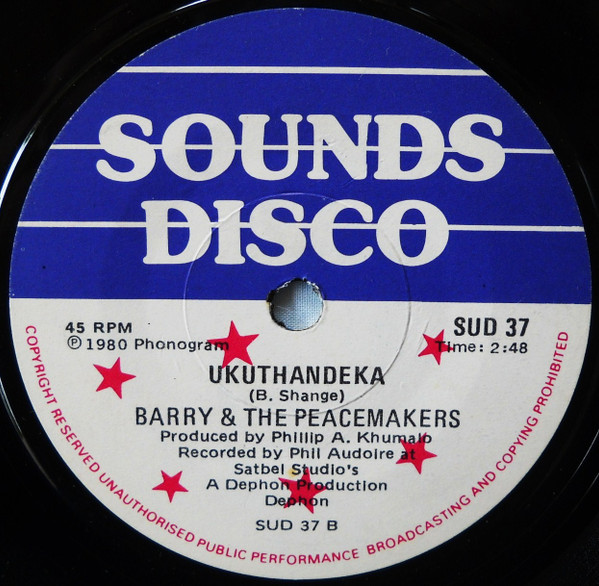 SOUNDS
DISCO
45 RPM
SUD 37
℗ 1980 Phonogram
Time: 2:48
UKUTHANDEKA
(B. Shange)
BARRY & THE PEACEMAKERS
Produced by Phillip A. Khumalo
Recorded by Phil Audoire at
Satbel Studio's
A Dephon Production
Dephon
SUD 37 B
COPYRIGHT RESERVED UNAUTHORISED PUBLIC PERFORMANCE BROADCASTING AND COPYING PROHIBITED